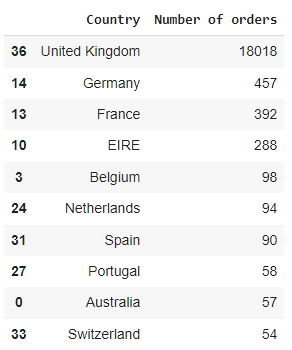 Country Number of orders
36 United Kingdom 18018
14 Germany 457
13 France 392
10 EIRE 288
3 Belgium 98
24 Netherlands 94
31 Spain 90
27 Portugal 58
0 Australia 57
33 Switzerland 54